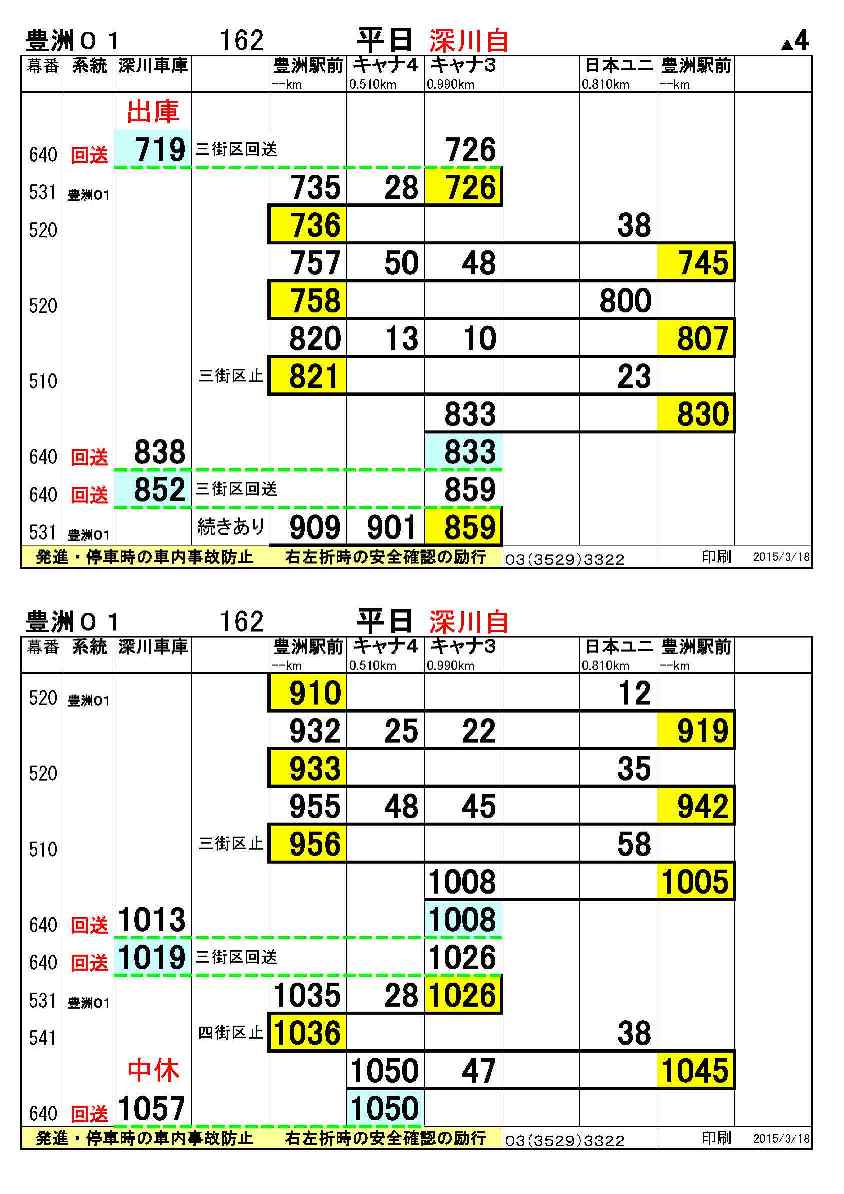 豊洲01 162 平日 深川自 ▲4
幕番 系統 深川車庫 豊洲駅前 キャナ4 キャナ3 日本ユニ 豊洲駅前
--km 0.510km 0.990km 0.810km --km
出庫
640 回送 719 三街区回送 726
531 豊洲01 735 28 726
520 736 38
757 50 48 745
520 758 800
820 13 10 807
510 三街区止 821 23
833 830
640 回送 838 833
640 回送 852 三街区回送 859
531 豊洲01 続きあり 909 901 859
発進・停車時の車内事故防止 右左折時の安全確認の励行 03(3529)3322 印刷 2015/3/18
豊洲01 162 平日 深川自
幕番 系統 深川車庫 豊洲駅前 キャナ4 キャナ3 日本ユニ 豊洲駅前
--km 0.510km 0.990km 0.810km --km
520 豊洲01 910 12
932 25 22 919
520 933 35
955 48 45 942
510 三街区止 956 58
1008 1005
640 回送 1013 1008
640 回送 1019 三街区回送 1026
531 豊洲01 1035 28 1026
541 四街区止 1036 38
中休 1050 47 1045
640 回送 1057 1050
発進・停車時の車内事故防止 右左折時の安全確認の励行 03(3529)3322 印刷 2015/3/18